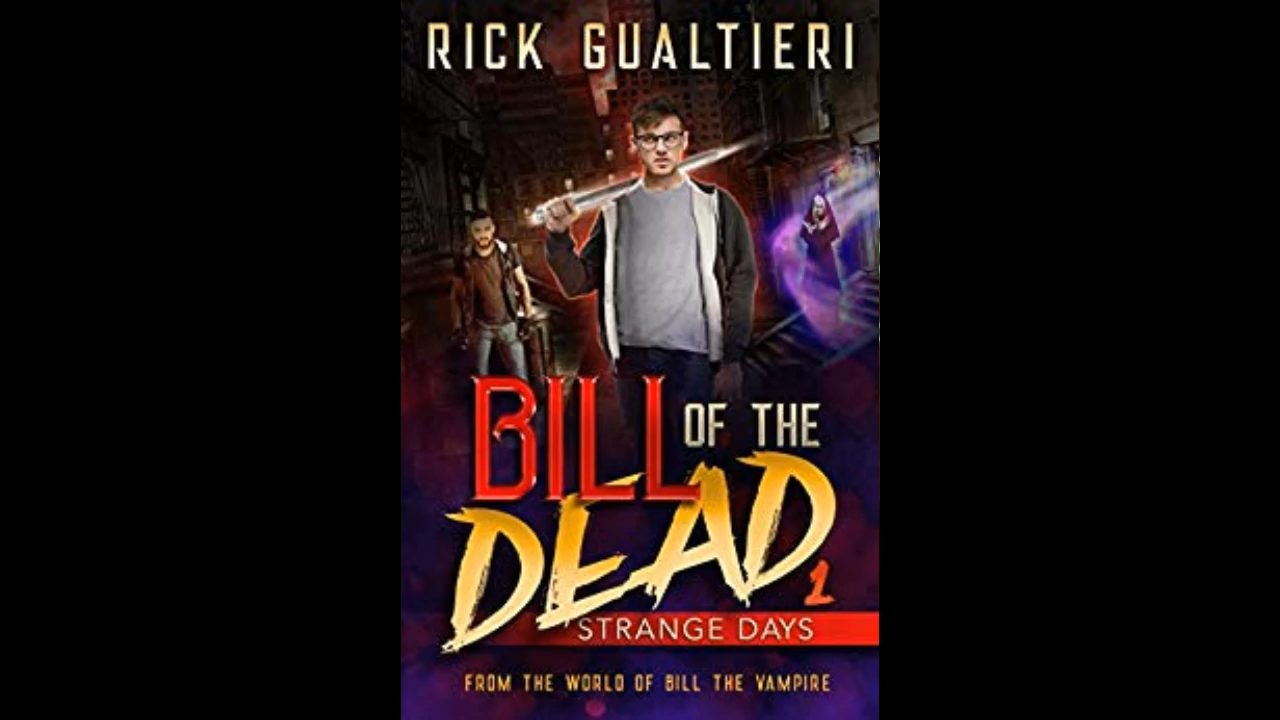 RICK GUALTIERI
BILL OF THE
DEAD
1
STRANGE DAYS
FROM THE WORLD OF BILL THE VAMPIRE